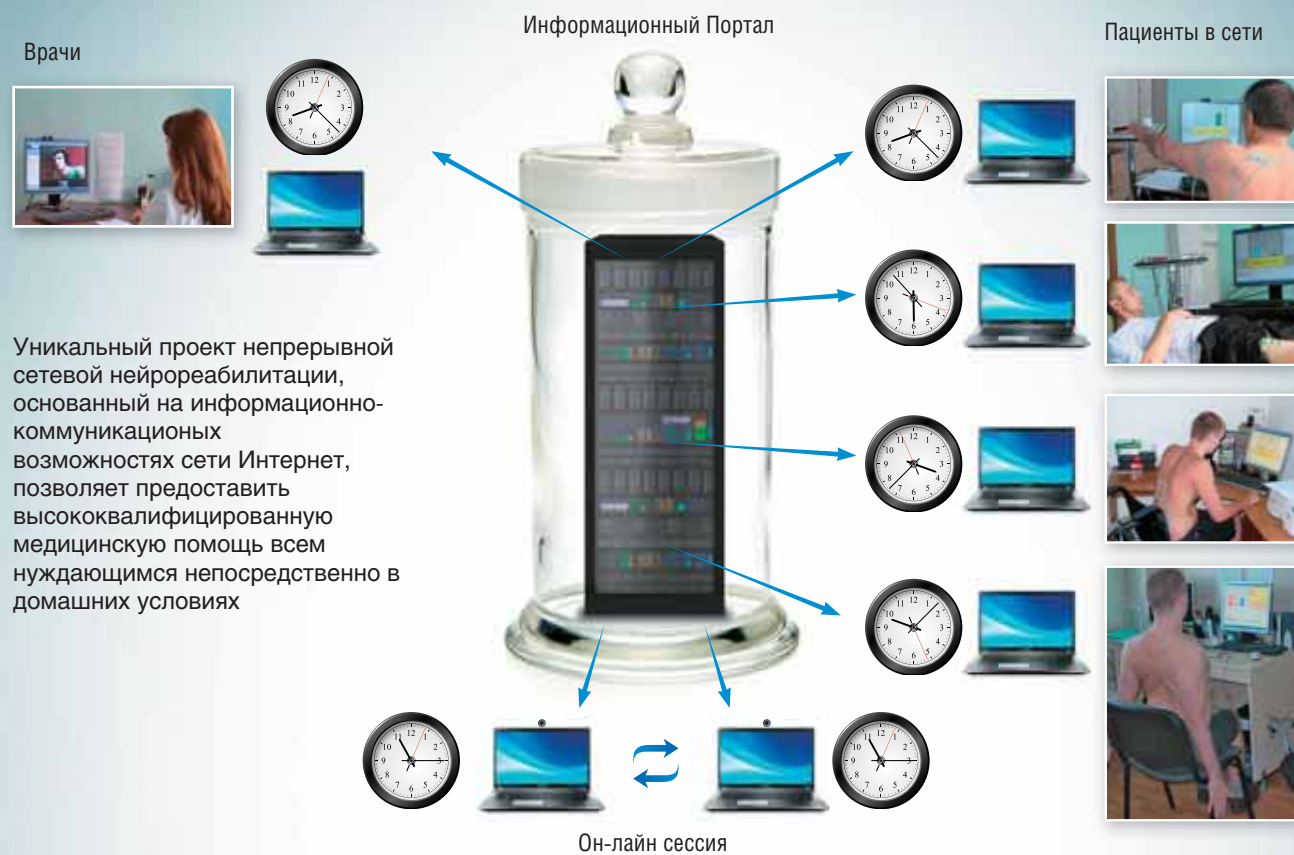 Информационный Портал
Врачи
Пациенты в сети
Уникальный проект непрерывной
сетевой нейрореабилитации,
основанный на информационно-
коммуникационых
возможностях сети Интернет,
позволяет предоставить
высококвалифицированную
медицинскую помощь всем
нуждающимся непосредственно в
домашних условиях
Он-лайн сессия